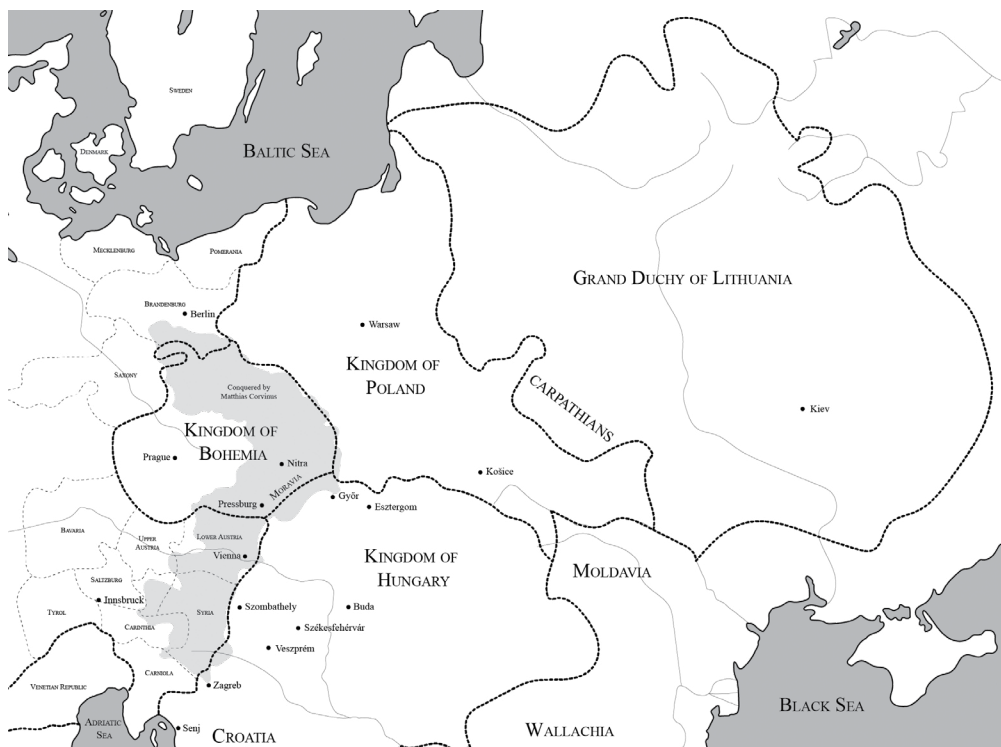 SWEDEN
DENMARK
BALTIC SEA
MECKLENBURG
POMERANIA
GRAND DUCHY OF LITHUANIA
BRANDENBURG
Berlin
Warsaw
SAXONY
KINGDOM OF
POLAND
Conquered by
Matthias Corvinus
CARPATHIANS
Kiev
KINGDOM OF
BOHEMIA
Prague
Nitra
Košice
MORAVIA
Pressburg
Győr
Esztergom
BAVARIA
UPPER
AUSTRIA
LOWER AUSTRIA
Vienna
KINGDOM OF
HUNGARY
MOLDAVIA
SALTZBURG
Innsbruck
TYROL
SYRIA
CARINTHIA
Szombathely
Buda
Székesfehérvár
Veszprém
CARNIOLA
VENETIAN REPUBLIC
Zagreb
ADRIATIC
SEA
Senj
CROATIA
WALLACHIA
BLACK SEA